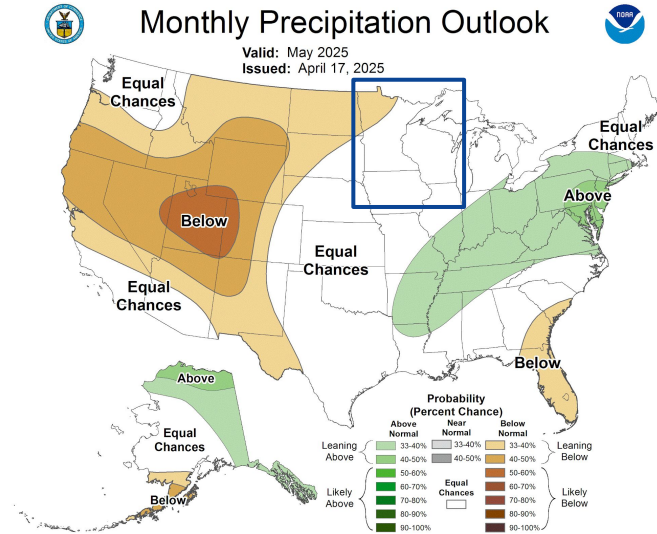 Monthly Precipitation Outlook
NOAA
Valid: May 2025
Issued: April 17, 2025
Equal
Chances
Equal
Chances
Above
Below
Equal
Chances
Equal
Chances
Below
Above
Equal
Chances
Below
Probability
(Percent Chance)
Above
Normal
Near
Normal
Below
Normal
Leaning
Above
33-40%
33-40%
33-40%
Leaning
Below
40-50%
40-50%
40-50%
Likely
Above
50-60%
60-70%
70-80%
80-90%
90-100%
Equal
Chances
50-60%
60-70%
70-80%
80-90%
90-100%
Likely
Below